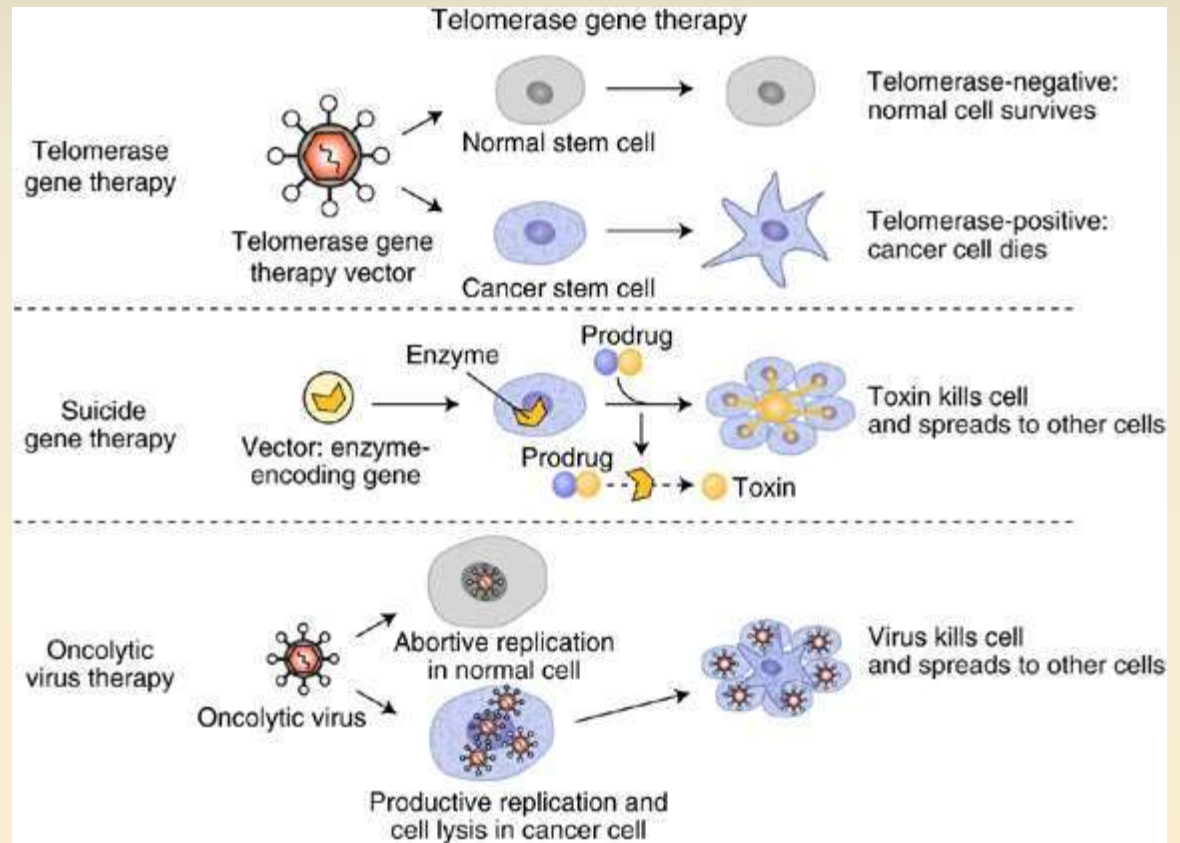 Telomerase gene therapy
Telomerase
gene therapy
Telomerase gene
therapy vector
Normal stem cell
Telomerase-negative:
normal cell survives
Cancer stem cell
Telomerase-positive:
cancer cell dies
Suicide
gene therapy
Vector: enzyme-
encoding gene
Enzyme
Prodrug
Prodrug
Toxin
Toxin kills cell
and spreads to other cells
Oncolytic
virus therapy
Oncolytic virus
Abortive replication
in normal cell
Productive replication and
cell lysis in cancer cell
Virus kills cell
and spreads to other cells